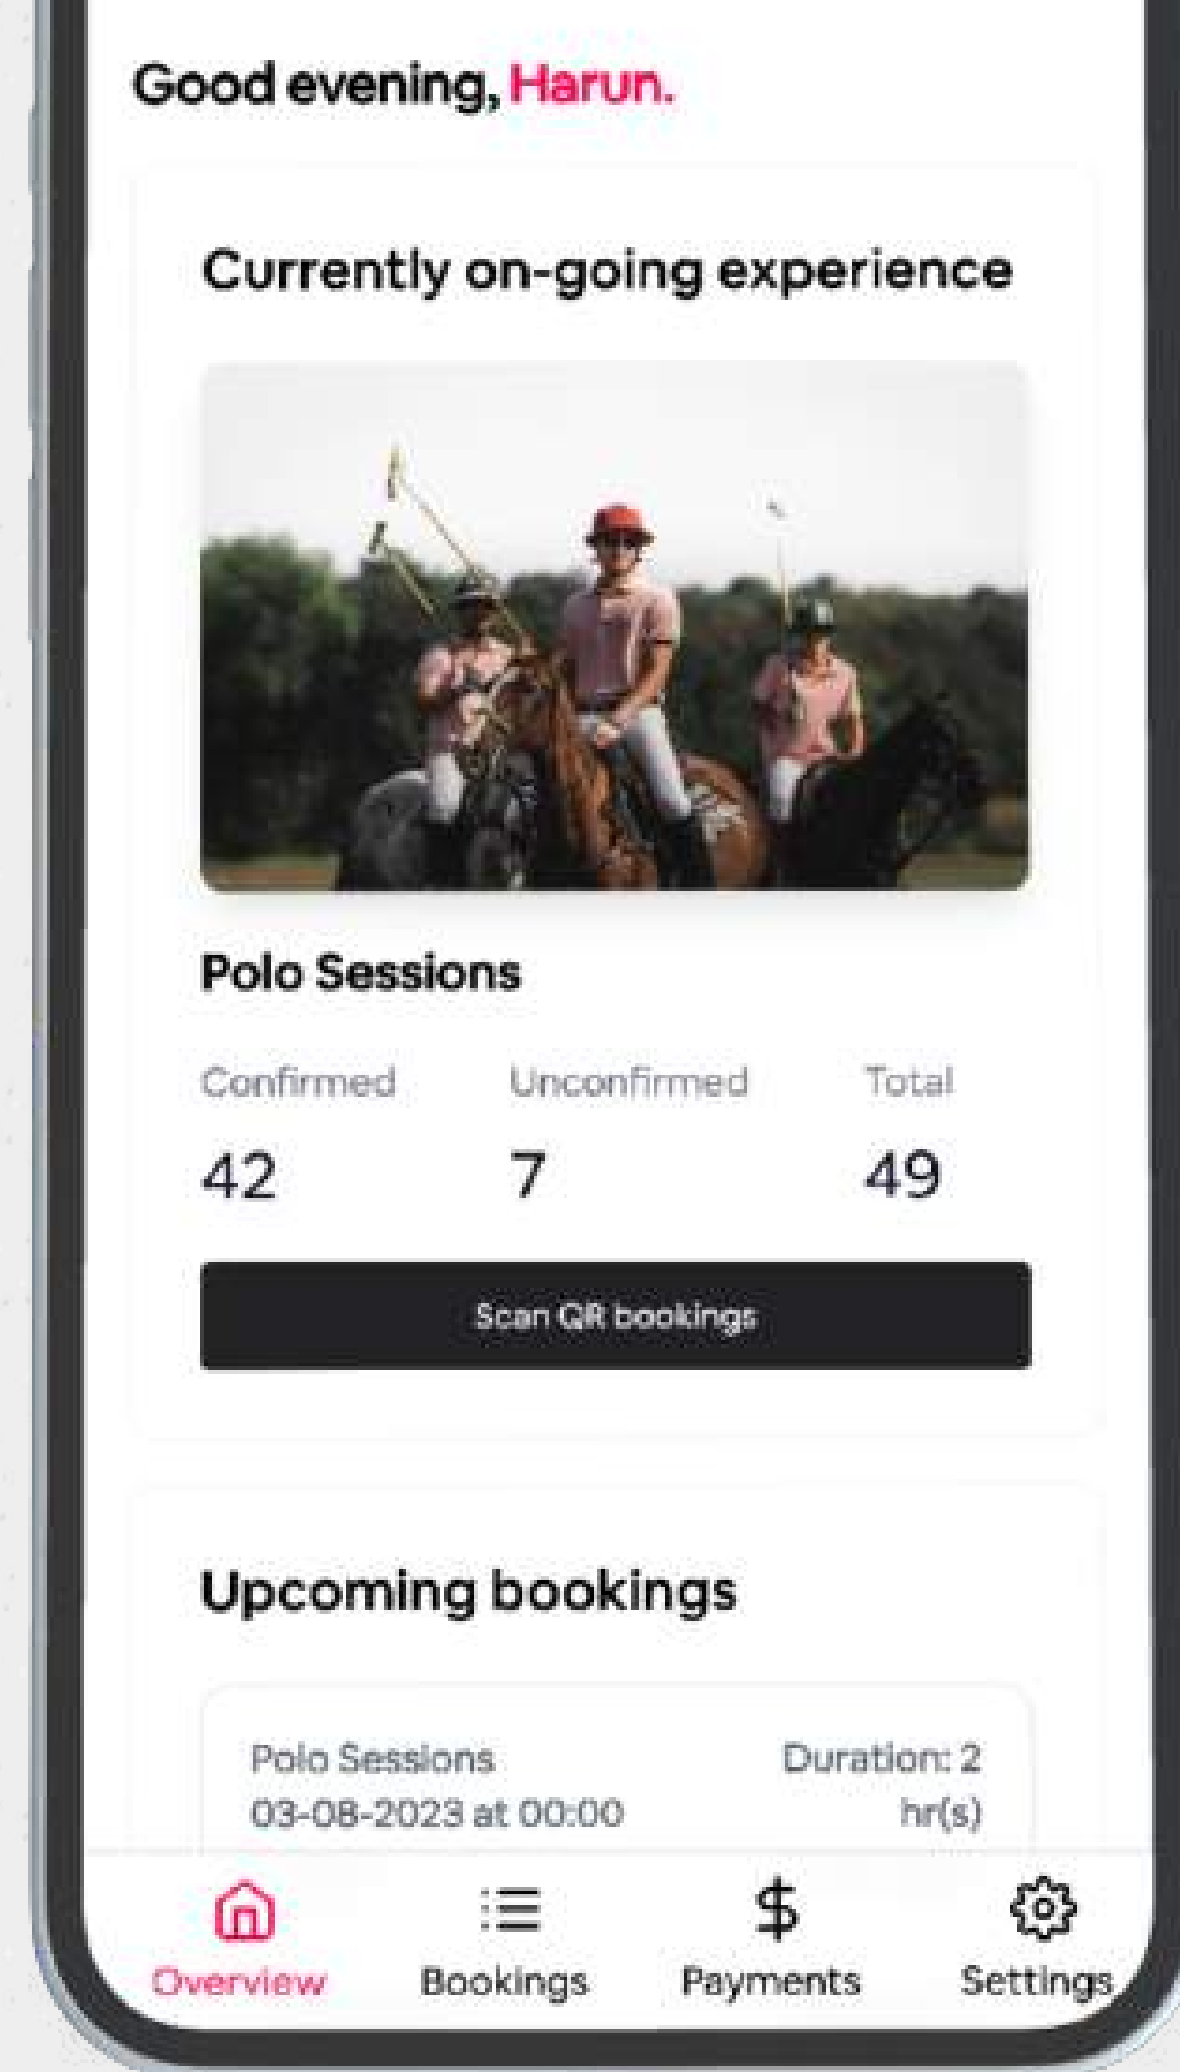 Good evening, Harun.
Currently on-going experience
Polo Sessions
Confirmed Unconfirmed Total
42 7 49
Scan QR bookings
Upcoming bookings
Polo Sessions Duration: 2
03-08-2023 at 00:00 hr(s)
Overview Bookings Payments Settings